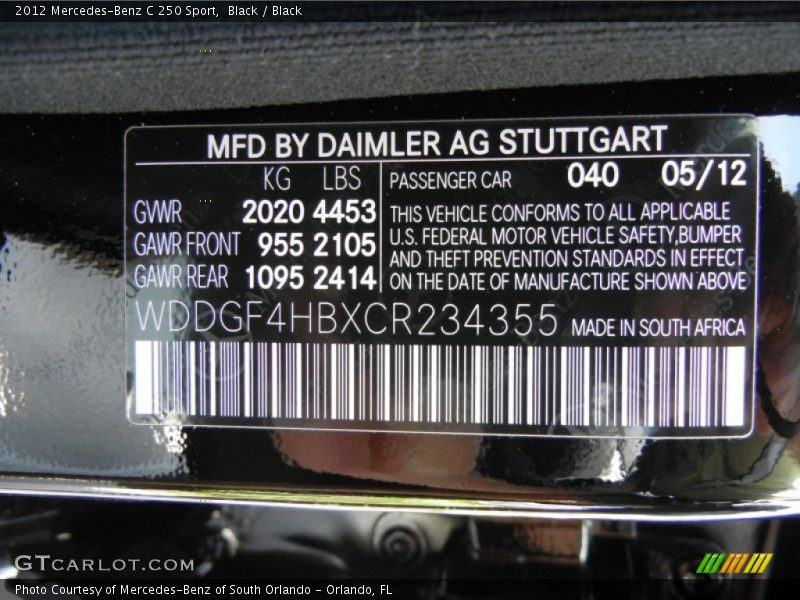 2012 Mercedes-Benz C 250 Sport,  Black / Black
MFD BY DAIMLER AG STUTTGART
KG LBS
GWR 2020 4453
GAWR FRONT 955 2105
GAWR REAR 1095 2414
PASSENGER CAR 040 05/12
THIS VEHICLE CONFORMS TO ALL APPLICABLE
U.S. FEDERAL MOTOR VEHICLE SAFETY,BUMPER
AND THEFT PREVENTION STANDARDS IN EFFECT
ON THE DATE OF MANUFACTURE SHOWN ABOVE
WDDGF4HBXCR234355 MADE IN SOUTH AFRICA
GTCARLOT.COM
Photo Courtesy of Mercedes-Benz of South Orlando - Orlando, FL